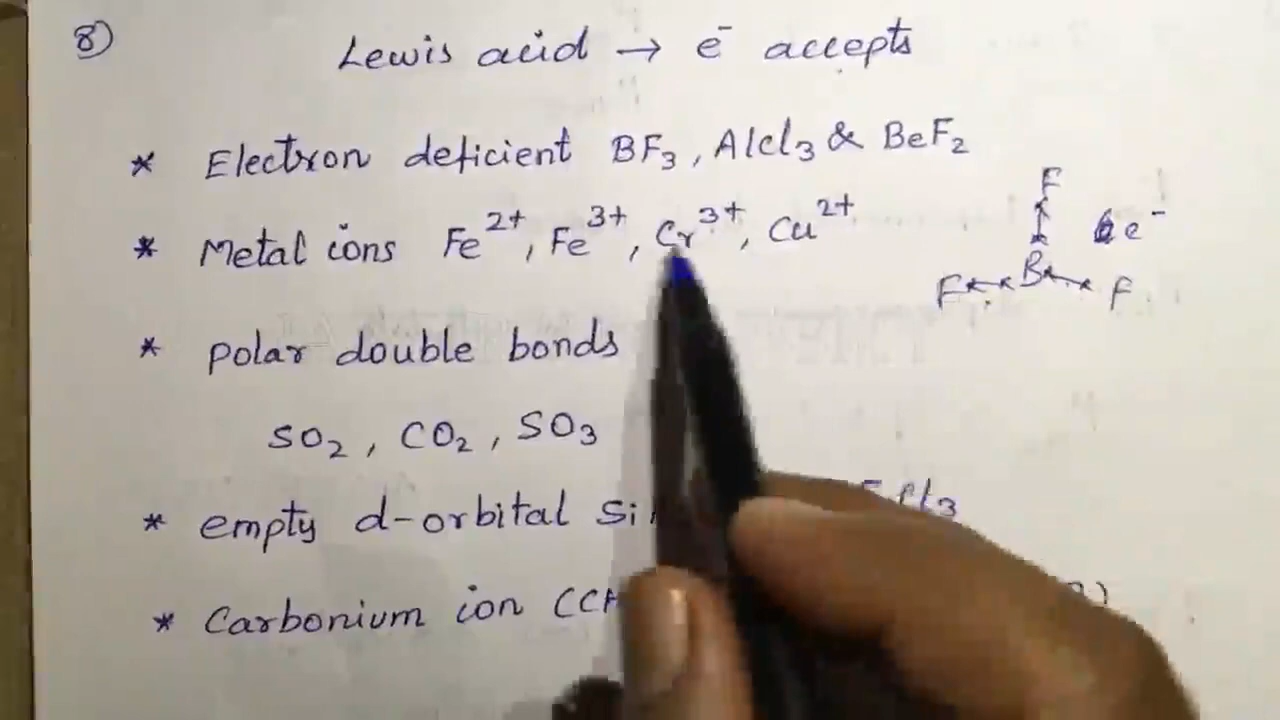 8)
Lewis acid → e⁻ accepts
* Electron deficient BF₃, AlCl₃ & BeF₂
* Metal ions Fe²⁺, Fe³⁺, Cr³⁺, Cu²⁺
F
6e⁻
F B F
* polar double bonds
SO₂, CO₂, SO₃
* empty d-orbital Si
* Carbonium ion (CH